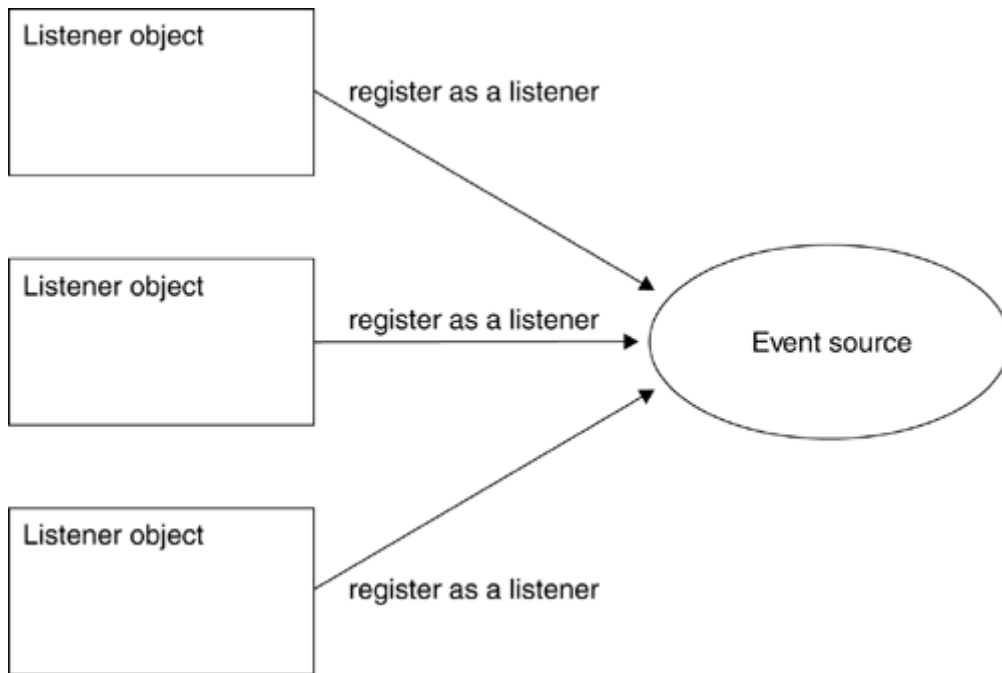 Listener object
register as a listener
Listener object
register as a listener
Event source
Listener object
register as a listener